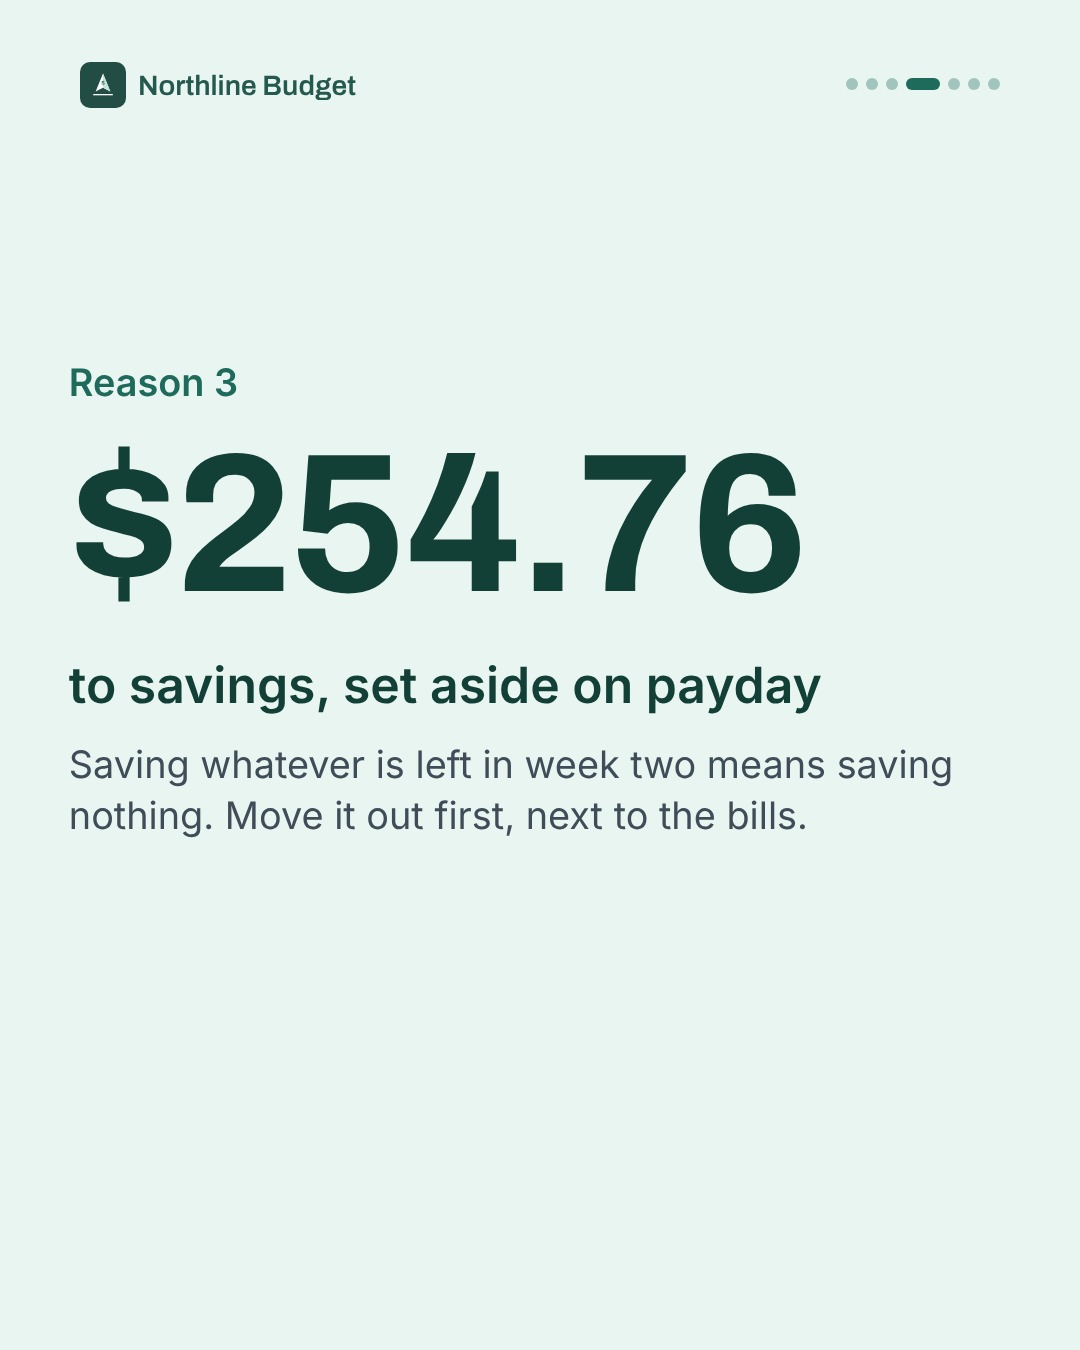 Northline Budget
Reason 3
$254.76
to savings, set aside on payday
Saving whatever is left in week two means saving
nothing. Move it out first, next to the bills.